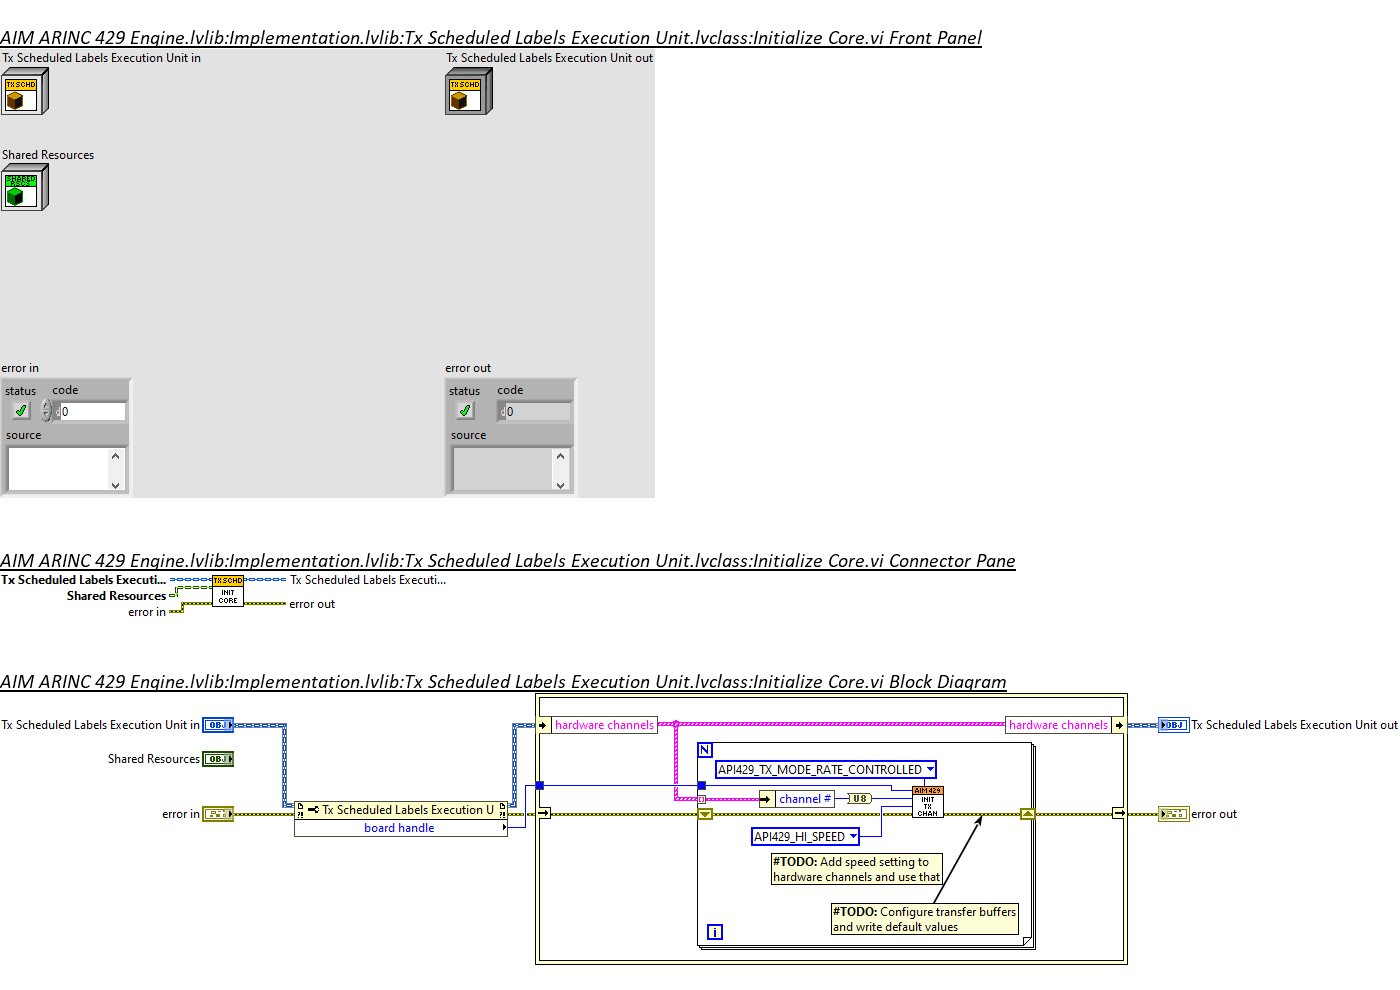 AIM ARINC 429 Engine.lvlib:Implementation.lvlib:Tx Scheduled Labels Execution Unit.lvclass:Initialize Core.vi Front Panel
Tx Scheduled Labels Execution Unit in
Tx Scheduled Labels Execution Unit out
TX SCHD
TX SCHD
Shared Resources
SHARED
RSCS
error in
error out
status code
status code
d 0
d 0
source
source
AIM ARINC 429 Engine.lvlib:Implementation.lvlib:Tx Scheduled Labels Execution Unit.lvclass:Initialize Core.vi Connector Pane
Tx Scheduled Labels Executi...
Tx Scheduled Labels Executi...
TX SCHD
INIT
CORE
Shared Resources
error in
error out
AIM ARINC 429 Engine.lvlib:Implementation.lvlib:Tx Scheduled Labels Execution Unit.lvclass:Initialize Core.vi Block Diagram
Tx Scheduled Labels Execution Unit in
OBJ
hardware channels
hardware channels
OBJ
Tx Scheduled Labels Execution Unit out
N
Shared Resources
OBJ
API429_TX_MODE_RATE_CONTROLLED
AIM 429
INIT
TX
CHAN
channel #
U8
error in
Tx Scheduled Labels Execution U
board handle
error out
API429_HI_SPEED
#TODO: Add speed setting to
hardware channels and use that
#TODO: Configure transfer buffers
and write default values
i